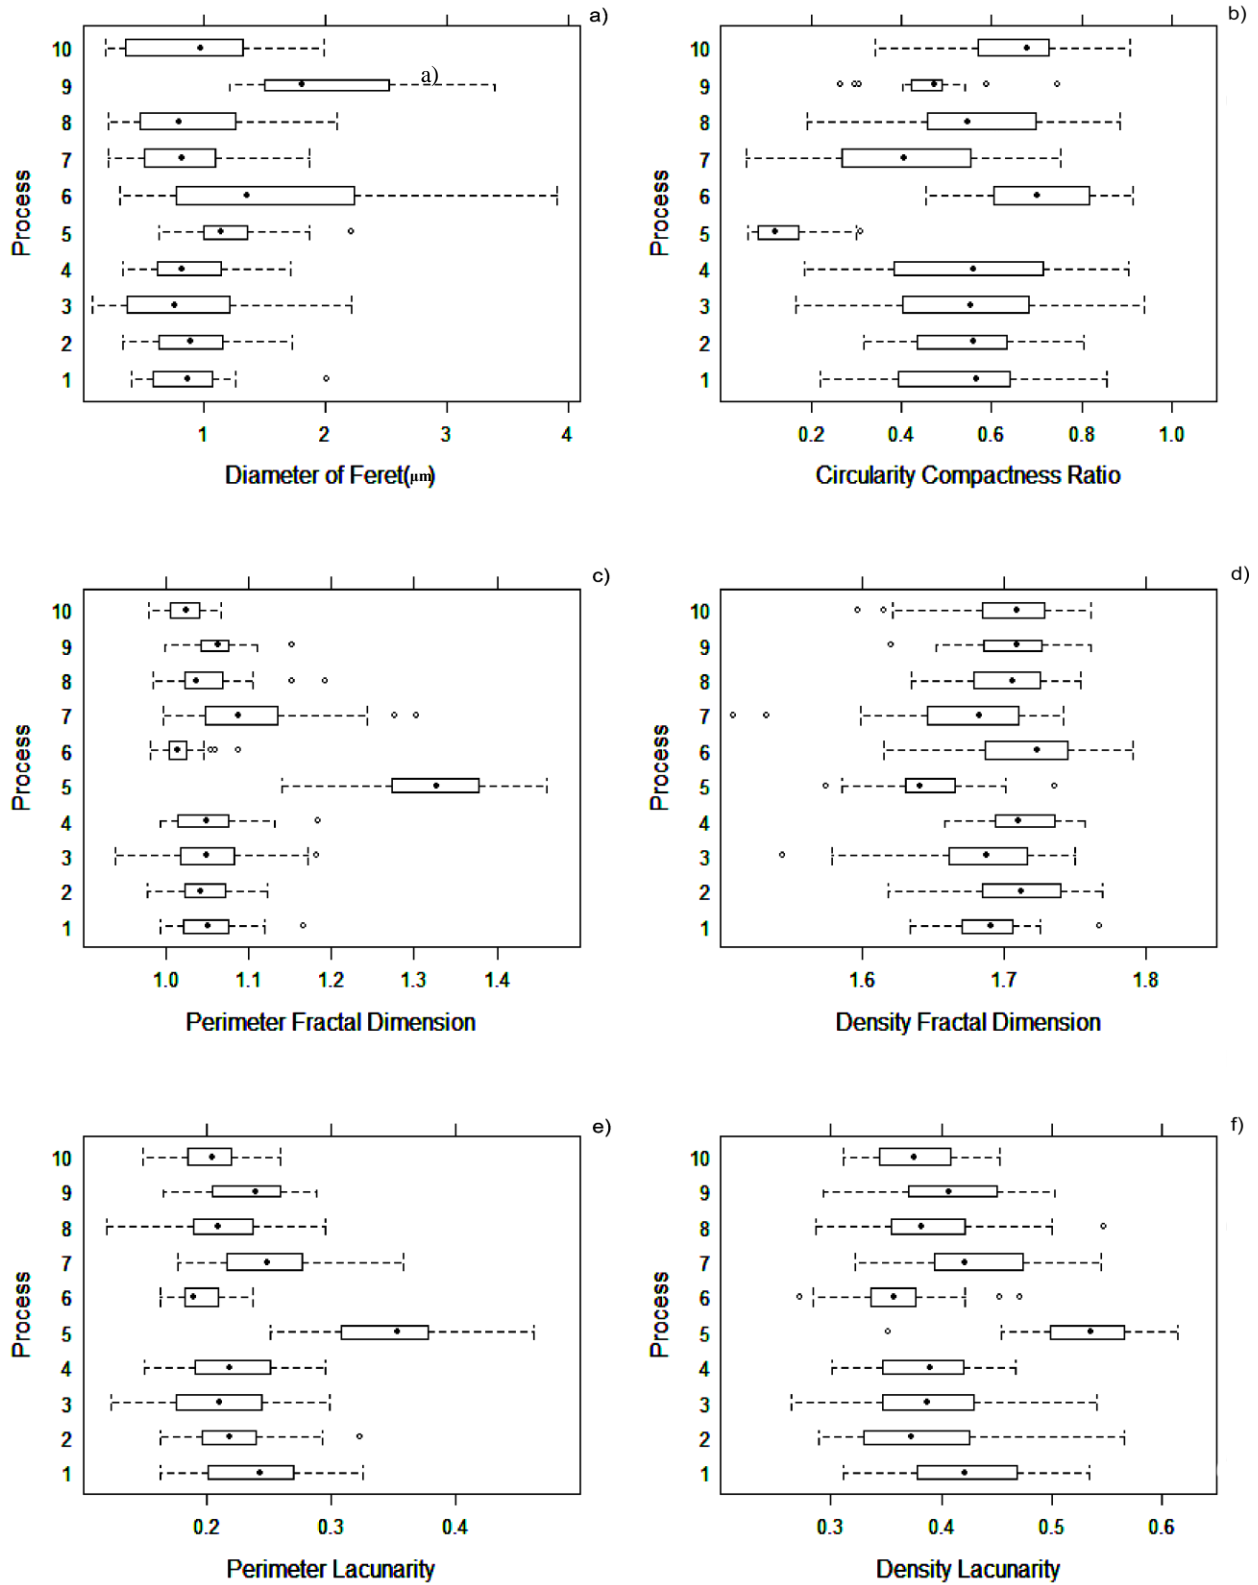 a)
10
9
a)
8
7
6
5
4
3
2
1
Process
1 2 3 4
Diameter of Feret(µm)
b)
10
9
8
7
6
5
4
3
2
1
Process
0.2 0.4 0.6 0.8 1.0
Circularity Compactness Ratio
c)
10
9
8
7
6
5
4
3
2
1
Process
1.0 1.1 1.2 1.3 1.4
Perimeter Fractal Dimension
d)
10
9
8
7
6
5
4
3
2
1
Process
1.6 1.7 1.8
Density Fractal Dimension
e)
10
9
8
7
6
5
4
3
2
1
Process
0.2 0.3 0.4
Perimeter Lacunarity
f)
10
9
8
7
6
5
4
3
2
1
Process
0.3 0.4 0.5 0.6
Density Lacunarity